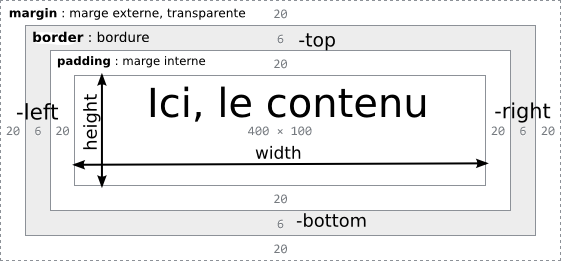 margin : marge externe, transparente 20
border : bordure 6 -top
padding : marge interne 20
Ici, le contenu
-left height -right
20 6 20 400 × 100 20 6 20
width
20
6 -bottom
20